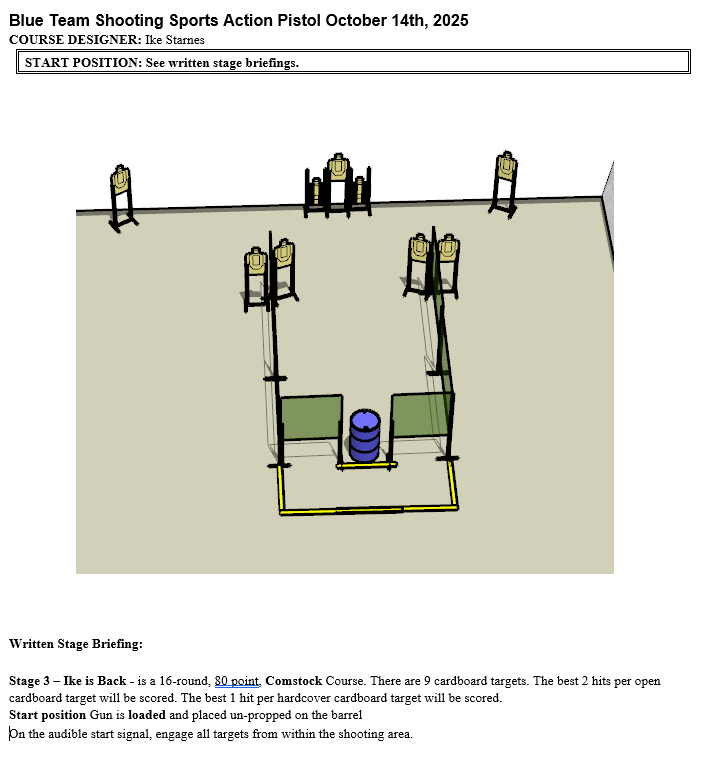 Blue Team Shooting Sports Action Pistol October 14th, 2025
COURSE DESIGNER: Ike Starnes
START POSITION: See written stage briefings.
Written Stage Briefing:
Stage 3 – Ike is Back - is a 16-round, 80 point, Comstock Course. There are 9 cardboard targets. The best 2 hits per open
cardboard target will be scored. The best 1 hit per hardcover cardboard target will be scored.
Start position Gun is loaded and placed un-propped on the barrel
On the audible start signal, engage all targets from within the shooting area.